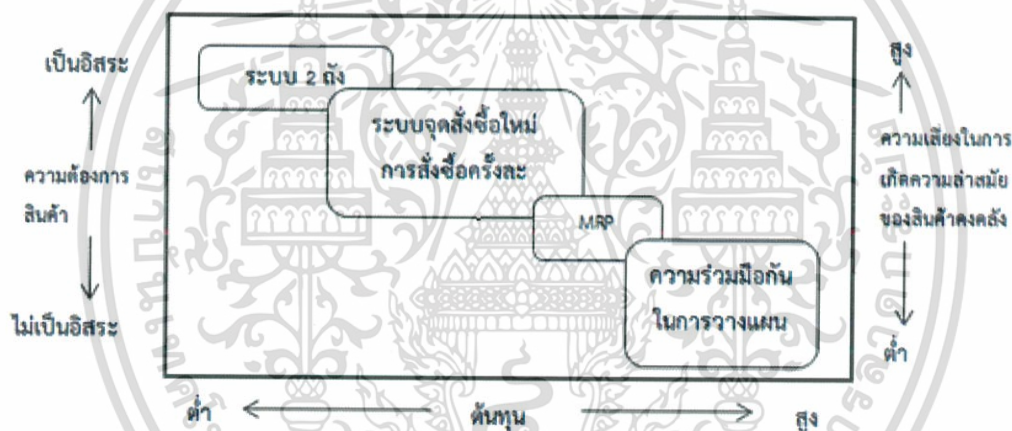 เป็นอิสระ
ความต้องการ
สินค้า
ไม่เป็นอิสระ
ระบบ 2 ถัง
ระบบจุดสั่งซื้อใหม่
การสั่งซื้อครั้งละ
MRP
ความร่วมมือกัน
ในการวางแผน
สูง
ความเสี่ยงในการ
เกิดความล่าสมัย
ของสินค้าคงคลัง
ต่ำ
ต่ำ
ต้นทุน
สูง